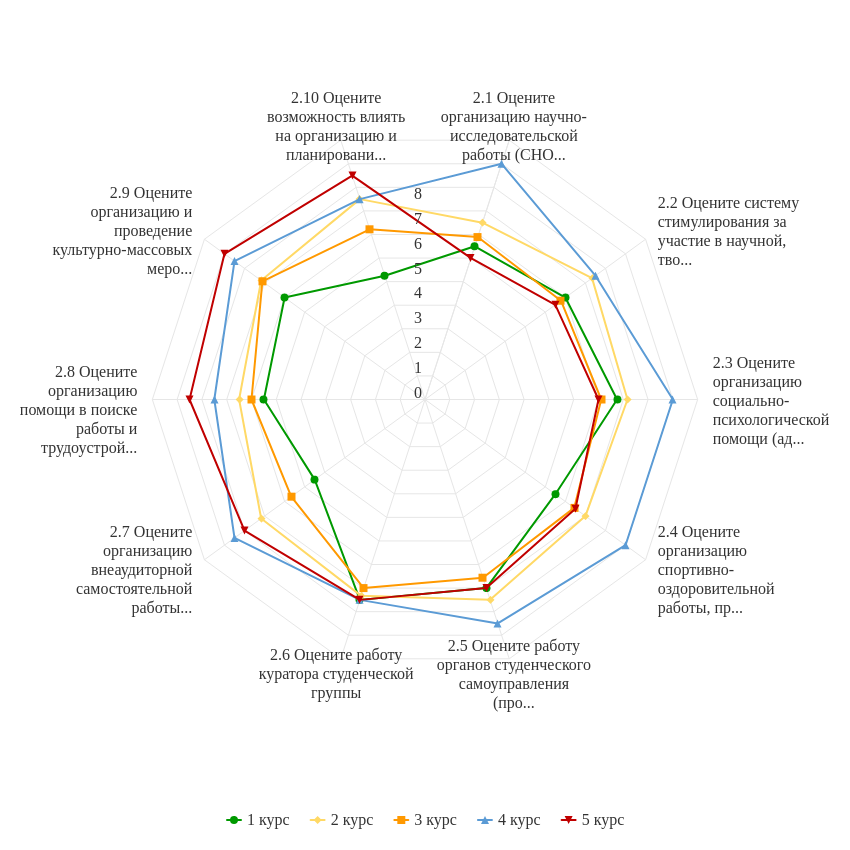 2.10 Оцените
возможность влиять
на организацию и
планировани...
2.1 Оцените
организацию научно-
исследовательской
работы (СНО...
2.2 Оцените систему
стимулирования за
участие в научной,
тво...
2.3 Оцените
организацию
социально-
психологической
помощи (ад...
2.4 Оцените
организацию
спортивно-
оздоровительной
работы, пр...
2.5 Оцените работу
органов студенческого
самоуправления
(про...
2.6 Оцените работу
куратора студенческой
группы
2.7 Оцените
организацию
внеаудиторной
самостоятельной
работы...
2.8 Оцените
организацию
помощи в поиске
работы и
трудоустрой...
2.9 Оцените
организацию и
проведение
культурно-массовых
меро...
8
7
6
5
4
3
2
1
0
1 курс 2 курс 3 курс 4 курс 5 курс